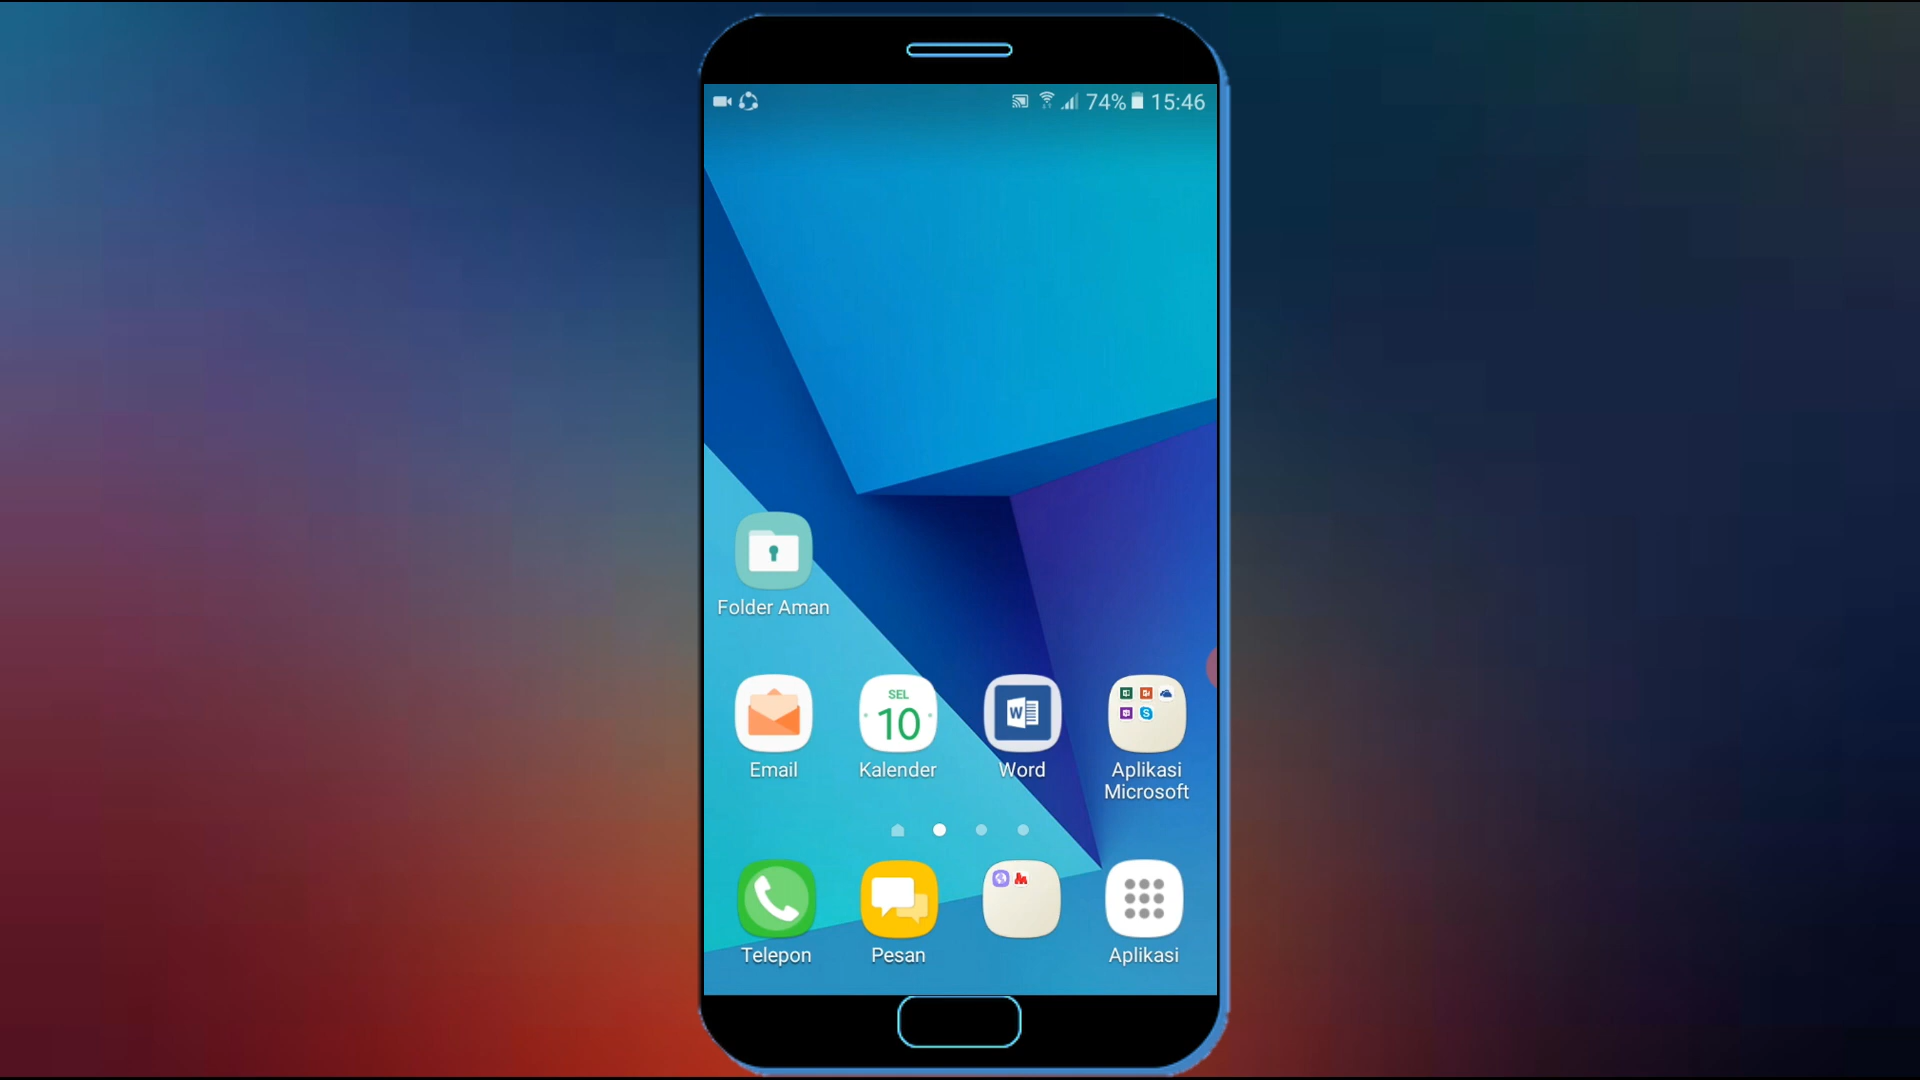 74% 15:46
Folder Aman
SEL
10
Email Kalender Word Aplikasi
Microsoft
Telepon Pesan Aplikasi